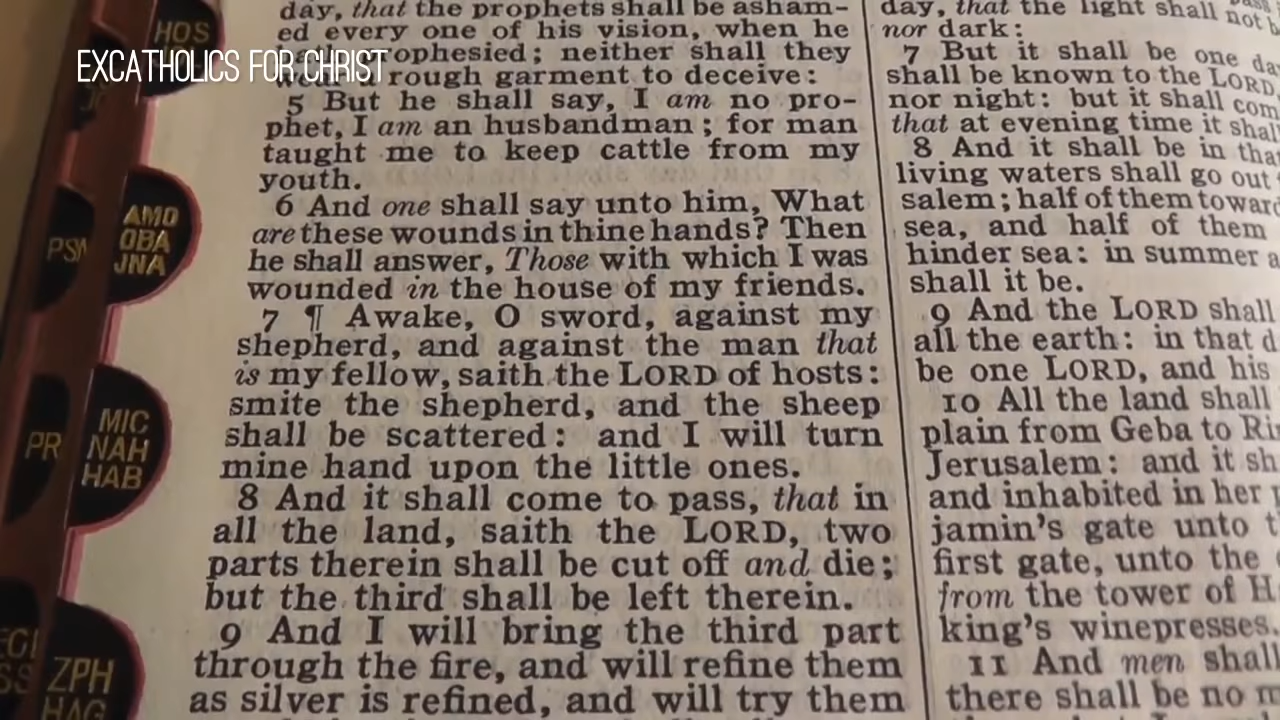 EXCATHOLICS FOR CHRIST
HOS
AMO
OBA
JNA
PSM
PR
MIC
NAH
HAB
ZPH
HAG
day, that the prophets shall be asham-
ed every one of his vision, when he
prophesied; neither shall they
wear a rough garment to deceive:
5 But he shall say, I am no pro-
phet, I am an husbandman; for man
taught me to keep cattle from my
youth.
6 And one shall say unto him, What
are these wounds in thine hands? Then
he shall answer, Those with which I was
wounded in the house of my friends.
7 ¶ Awake, O sword, against my
shepherd, and against the man that
is my fellow, saith the LORD of hosts:
smite the shepherd, and the sheep
shall be scattered: and I will turn
mine hand upon the little ones.
8 And it shall come to pass, that in
all the land, saith the LORD, two
parts therein shall be cut off and die;
but the third shall be left therein.
9 And I will bring the third part
through the fire, and will refine them
as silver is refined, and will try them
day, that the light shall not b
nor dark:
7 But it shall be one day
shall be known to the LORD,
nor night: but it shall com
that at evening time it shal
8 And it shall be in that
living waters shall go out
salem; half of them toward
sea, and half of them
hinder sea: in summer a
shall it be.
9 And the LORD shall
all the earth: in that d
be one LORD, and his
10 All the land shall
plain from Geba to Ri
Jerusalem: and it sh
and inhabited in her
jamin's gate unto t
first gate, unto the
from the tower of H
king's winepresses.
11 And men shall
there shall be no m